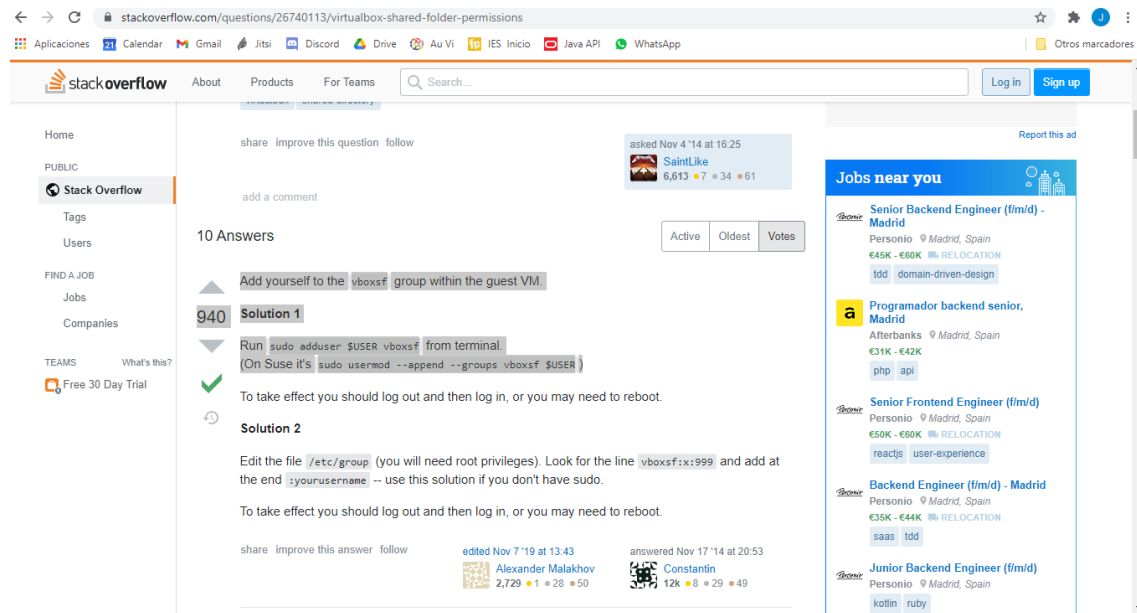 stackoverflow.com/questions/26740113/virtualbox-shared-folder-permissions
J
Aplicaciones 21 Calendar Gmail Jitsi Discord Drive Au Vi IES Inicio Java API WhatsApp Otros marcadores
stackoverflow About Products For Teams Search... Log in Sign up
virtualbox shared-directory
share improve this question follow
asked Nov 4 '14 at 16:25
SaintLike
6,613 7 34 61
add a comment
Home
PUBLIC
Stack Overflow
Tags
Users
FIND A JOB
Jobs
Companies
TEAMS What's this?
Free 30 Day Trial
10 Answers
Active Oldest Votes
940
Add yourself to the vboxsf group within the guest VM.
Solution 1
Run sudo adduser $USER vboxsf from terminal.
(On Suse it's sudo usermod --append --groups vboxsf $USER )
To take effect you should log out and then log in, or you may need to reboot.
Solution 2
Edit the file /etc/group (you will need root privileges). Look for the line vboxsf:x:999 and add at
the end :yourusername -- use this solution if you don't have sudo.
To take effect you should log out and then log in, or you may need to reboot.
share improve this answer follow
edited Nov 7 '19 at 13:43
Alexander Malakhov
2,729 1 28 50
answered Nov 17 '14 at 20:53
Constantin
12k 8 29 49
Report this ad
Jobs near you
Personio
Senior Backend Engineer (f/m/d) -
Madrid
Personio Madrid, Spain
€45K - €60K RELOCATION
tdd domain-driven-design
a
Programador backend senior,
Madrid
Afterbanks Madrid, Spain
€31K - €42K
php api
Personio
Senior Frontend Engineer (f/m/d)
Personio Madrid, Spain
€50K - €60K RELOCATION
reactjs user-experience
Personio
Backend Engineer (f/m/d) - Madrid
Personio Madrid, Spain
€35K - €44K RELOCATION
saas tdd
Personio
Junior Backend Engineer (f/m/d)
Personio Madrid, Spain
kotlin ruby